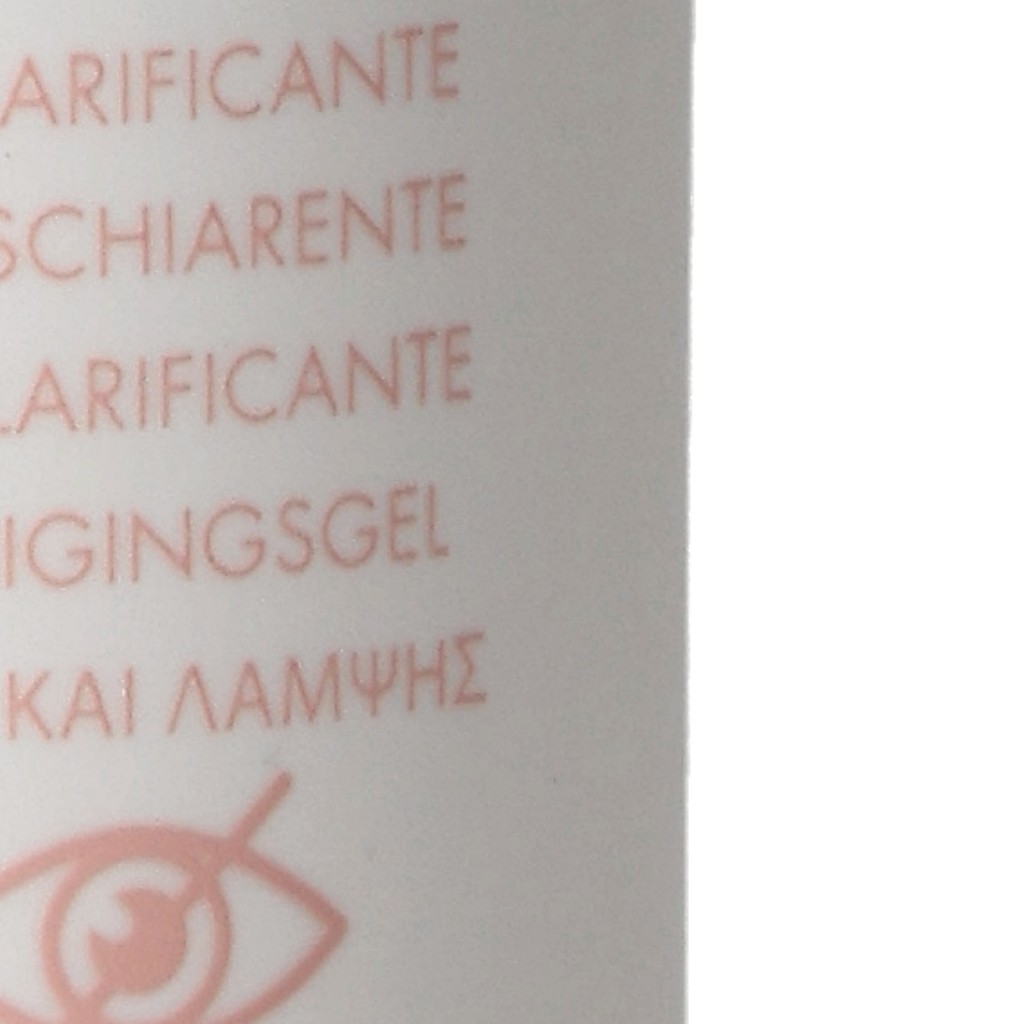 ARIFICANTE
SCHIARENTE
LARIFICANTE
IGINGSGEL
ΚΑΙ ΛΑΜΨΗΣ